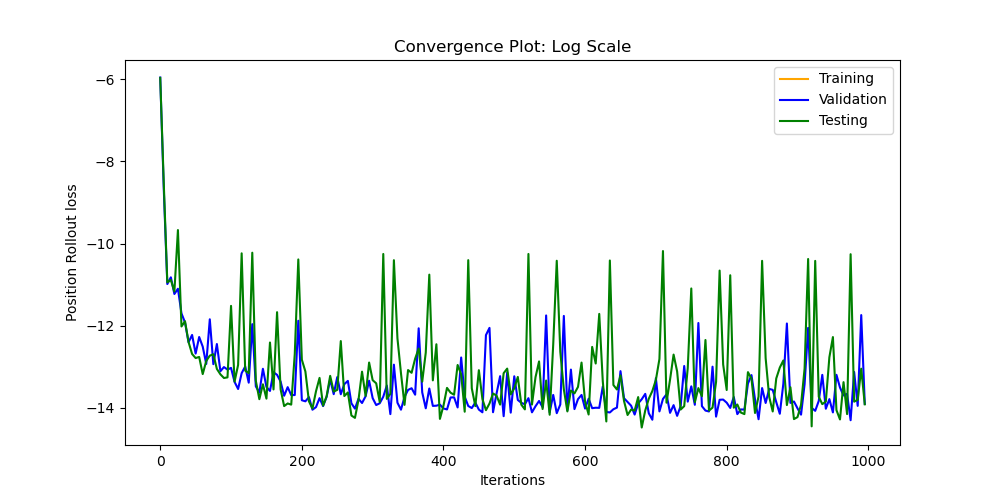 Convergence Plot: Log Scale
Training
Validation
Testing
Position Rollout loss
−6
−8
−10
−12
−14
0 200 400 600 800 1000
Iterations